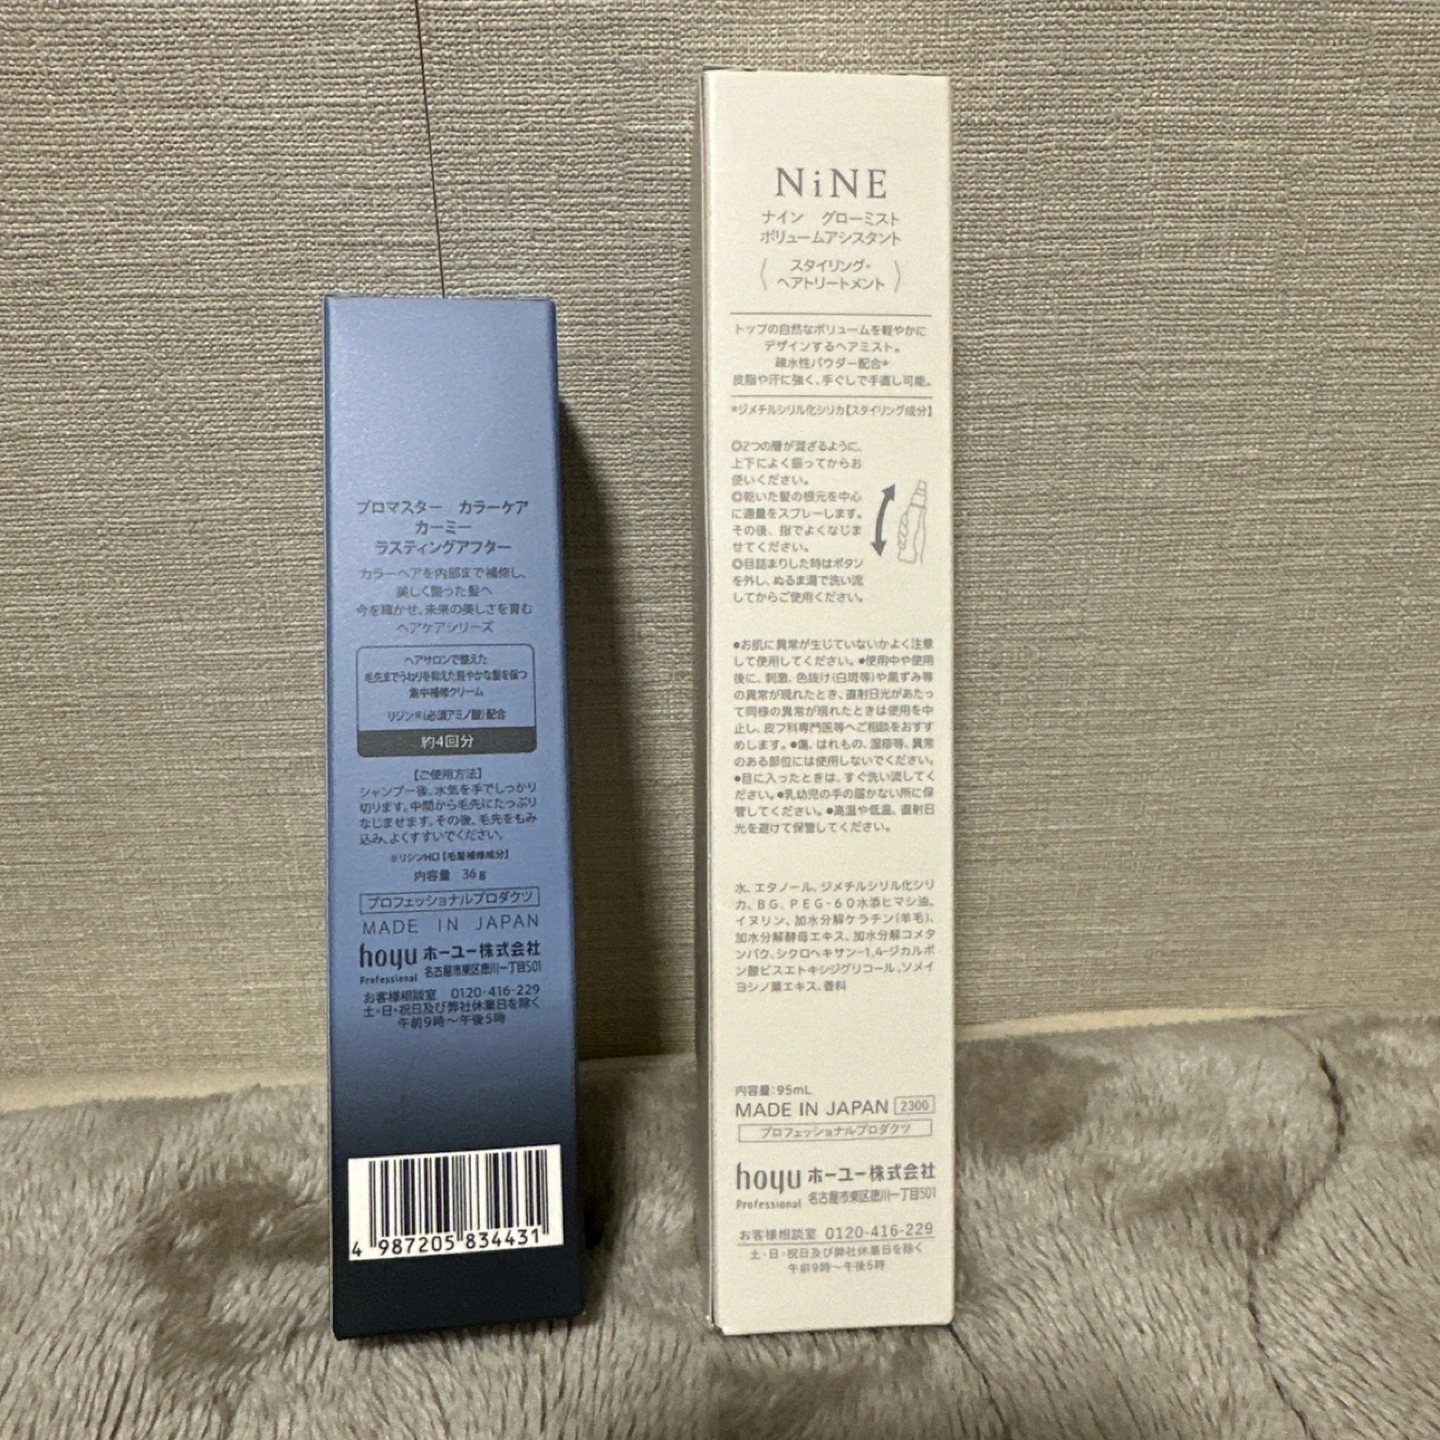 プロマスター　カラーケア
カーミー
ラスティングアフター
カラーヘアを内部まで補修し、
美しく整った髪へ
今を輝かせ、未来の美しさを育む
ヘアケアシリーズ
ヘアサロンで整えた
毛先までうねりを抑えた軽やかな髪を保つ
集中補修クリーム
リジン※(必須アミノ酸)配合
約4回分
【ご使用方法】
シャンプー後、水気を手でしっかり
切ります。中間から毛先にたっぷり
なじませます。その後、毛先をもみ
込み、よくすすいでください。
※リシンHCl【毛髪補修成分】
内容量　36g
プロフェッショナルプロダクツ
MADE IN JAPAN
hoyu ホーユー株式会社
Professional 名古屋市東区徳川一丁目501
お客様相談室　0120-416-229
土・日・祝日及び弊社休業日を除く
午前9時～午後5時
4 987205 834431
NiNE
ナイン　グローミスト
ボリュームアシスタント
スタイリング・
ヘアトリートメント
トップの自然なボリュームを軽やかに
デザインするヘアミスト。
疎水性パウダー配合*
皮脂や汗に強く、手ぐしで手直し可能。
*ジメチルシリル化シリカ【スタイリング成分】
◎2つの層が混ざるように、
上下によく振ってからお
使いください。
◎乾いた髪の根元を中心
に適量をスプレーします。
その後、指でよくなじま
せてください。
◎目詰まりした時はボタン
を外し、ぬるま湯で洗い流
してからご使用ください。
●お肌に異常が生じていないかよく注意
して使用してください。●使用中や使用
後に、刺激、色抜け(白斑等)や黒ずみ等
の異常が現れたとき、直射日光があたっ
て同様の異常が現れたときは使用を中
止し、皮フ科専門医等へご相談をおすす
めします。●傷、はれもの、湿疹等、異常
のある部位には使用しないでください。
●目に入ったときは、すぐ洗い流してく
ださい。●乳幼児の手の届かない所に保
管してください。●高温や低温、直射日
光を避けて保管してください。
水、エタノール、ジメチルシリル化シリ
カ、BG、PEG-60水添ヒマシ油、
イヌリン、加水分解ケラチン(羊毛)、
加水分解酵母エキス、加水分解コメタ
ンパク、シクロヘキサン-1,4-ジカルボ
ン酸ビスエトキシジグリコール、ソメイ
ヨシノ葉エキス、香料
内容量：95mL
MADE IN JAPAN 2300
プロフェッショナルプロダクツ
hoyu ホーユー株式会社
Professional 名古屋市東区徳川一丁目501
お客様相談室 0120-416-229
土・日・祝日及び弊社休業日を除く
午前9時～午後5時